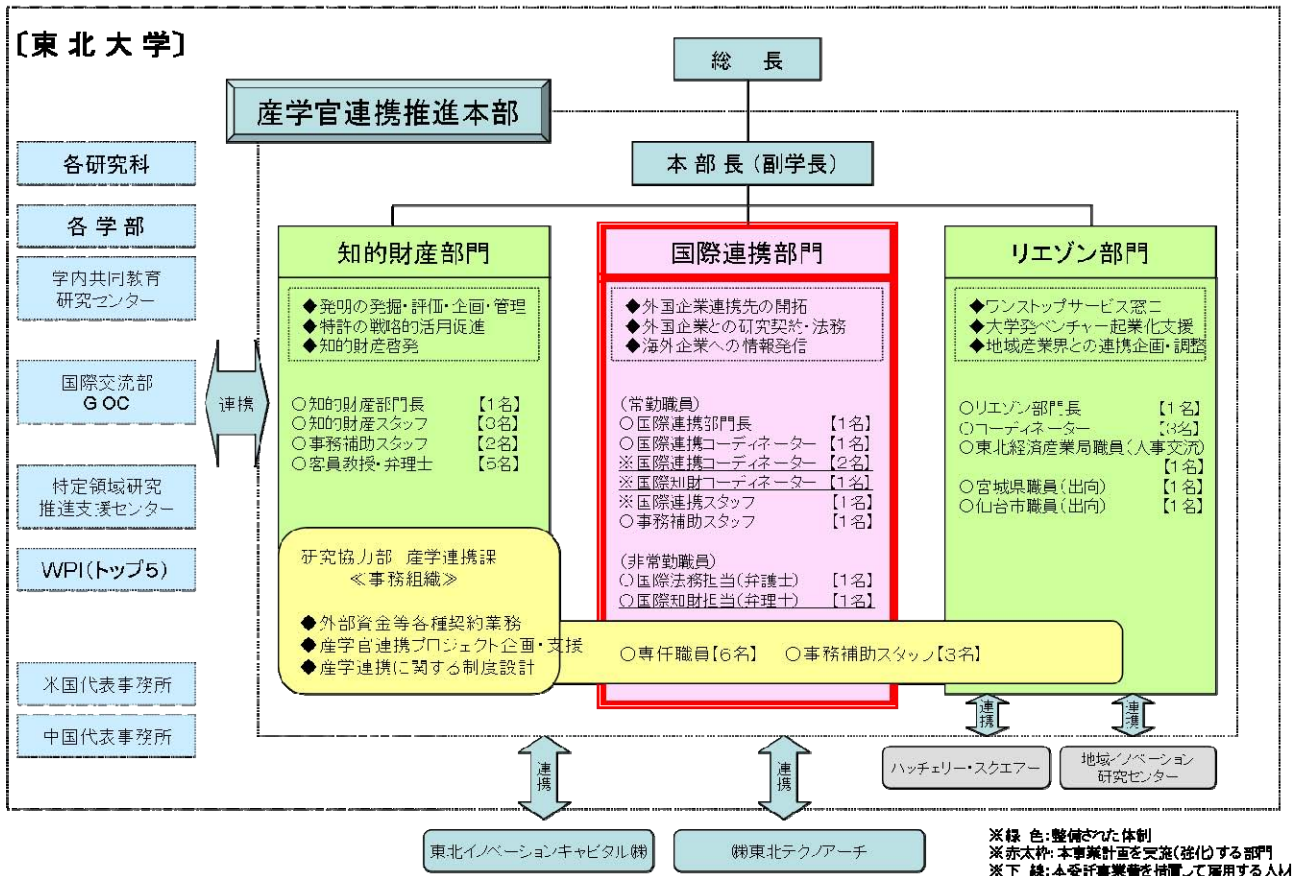 〔東北大学〕
総　長
産学官連携推進本部
本部長（副学長）
各研究科
各学部
学内共同教育
研究センター
国際交流部
GOC
特定領域研究
推進支援センター
WPI(トップ5)
米国代表事務所
中国代表事務所
連携
知的財産部門
◆発明の発掘・評価・企画・管理
◆特許の戦略的活用促進
◆知的財産啓発
○知的財産部門長　【1名】
○知的財産スタッフ　【3名】
○事務補助スタッフ　【2名】
○客員教授・弁理士　【5名】
国際連携部門
◆外国企業連携先の開拓
◆外国企業との研究契約・法務
◆海外企業への情報発信
(常勤職員)
○国際連携部門長　【1名】
○国際連携コーディネーター　【1名】
※国際連携コーディネーター　【2名】
※国際知財コーディネーター　【1名】
※国際連携スタッフ　【1名】
○事務補助スタッフ　【1名】
(非常勤職員)
○国際法務担当(弁護士)　【1名】
○国際知財担当(弁理士)　【1名】
リエゾン部門
◆ワンストップサービス窓口
◆大学発ベンチャー起業化支援
◆地域産業界との連携企画・調整
○リエゾン部門長　【1名】
○コーディネーター　【3名】
○東北経済産業局職員(人事交流)
【1名】
○宮城県職員(出向)　【1名】
○仙台市職員(出向)　【1名】
研究協力部　産学連携課
≪事務組織≫
◆外部資金等各種契約業務
◆産学官連携プロジェクト企画・支援
◆産学連携に関する制度設計
○専任職員【6名】　○事務補助スタッフ【3名】
連携
連携
連携
連携
ハッチェリー・スクエアー
地域イノベーション
研究センター
東北イノベーションキャピタル㈱
㈱東北テクノアーチ
※緑　色：整備された体制
※赤太枠：本事業計画を実施(強化)する部門
※下　線：本委託事業費を措置して雇用する人材